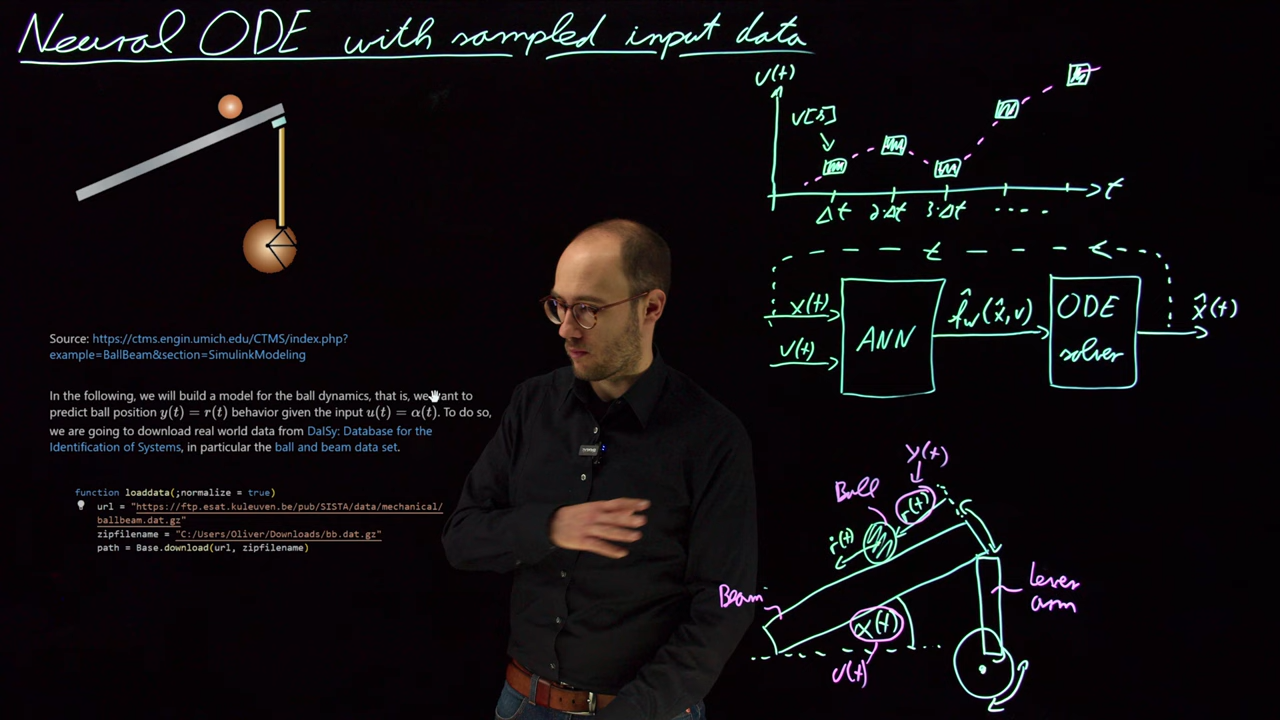 Neural ODE with sampled input data
Source: https://ctms.engin.umich.edu/CTMS/index.php?
example=BallBeam&section=SimulinkModeling
In the following, we will build a model for the ball dynamics, that is, we want to
predict ball position y(t) = r(t) behavior given the input u(t) = α(t). To do so,
we are going to download real world data from DaISy: Database for the
Identification of Systems, in particular the ball and beam data set.
function loaddata(;normalize = true)
url = "https://ftp.esat.kuleuven.be/pub/SISTA/data/mechanical/
ballbeam.dat.gz"
zipfilename = "C:/Users/Oliver/Downloads/bb.dat.gz"
path = Base.download(url, zipfilename)
U(t)
Δt 2·Δt 3·Δt ....
t
x(t)
U(t)
ANN
f̂w(x̂,u)
ODE
solver
x̂(t)
y(t)
Ball
r(t)
ṙ(t)
Beam
Lever
arm
α(t)
U(t)